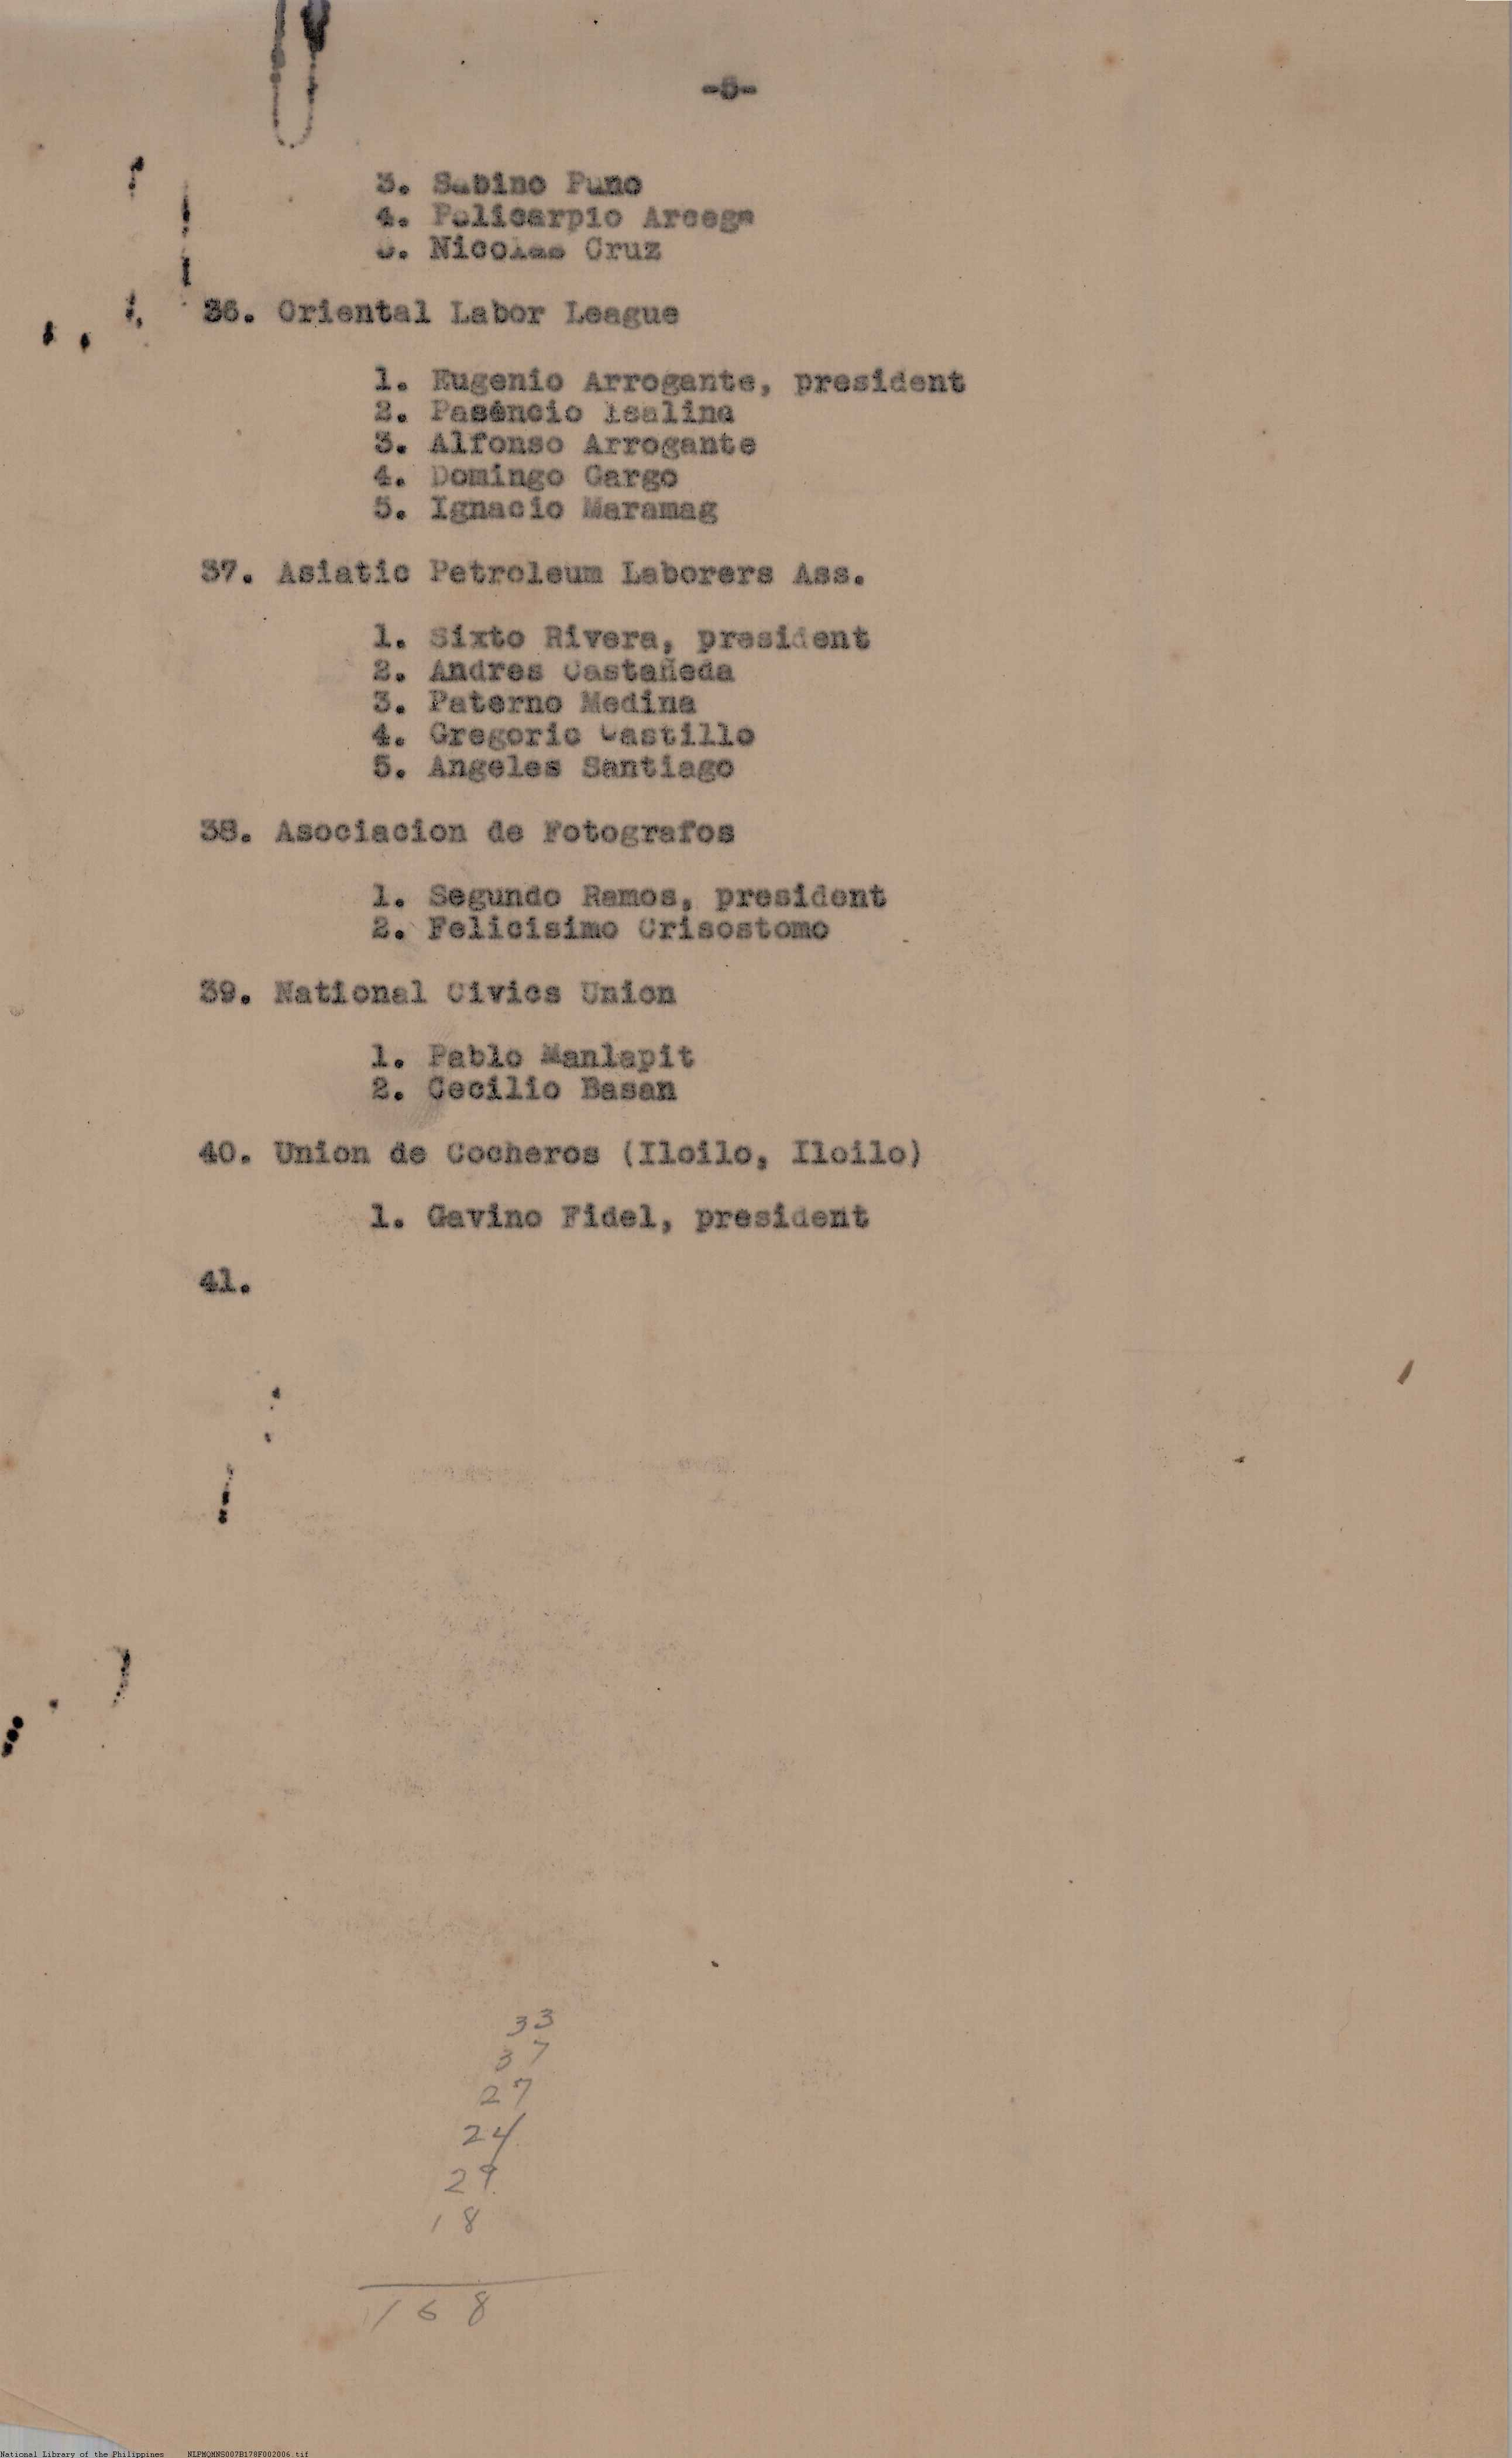 3. Sabino Puno
4. Policarpio Arcega
5. Nicolas Cruz
36. Oriental Labor League
1. Eugenio Arrogante, president
2. Pasencio Isalina
3. Alfonso Arrogante
4. Domingo Gargo
5. Ignacio Maramag
37. Asiatic Petroleum Laborers Ass.
1. Sixto Rivera, president
2. Andres Castañeda
3. Paterno Medina
4. Gregorio Castillo
5. Angeles Santiago
38. Asociacion de Fotografos
1. Segundo Ramos, president
2. Felicisimo Crisostomo
39. National Civics Union
1. Pablo Manlapit
2. Cecilio Basan
40. Union de Cocheros (Iloilo, Iloilo)
1. Gavino Fidel, president
41.
33
37
27
24
29
18
168
National Library of the Philippines NLPMQMNS007B178F002006.tif